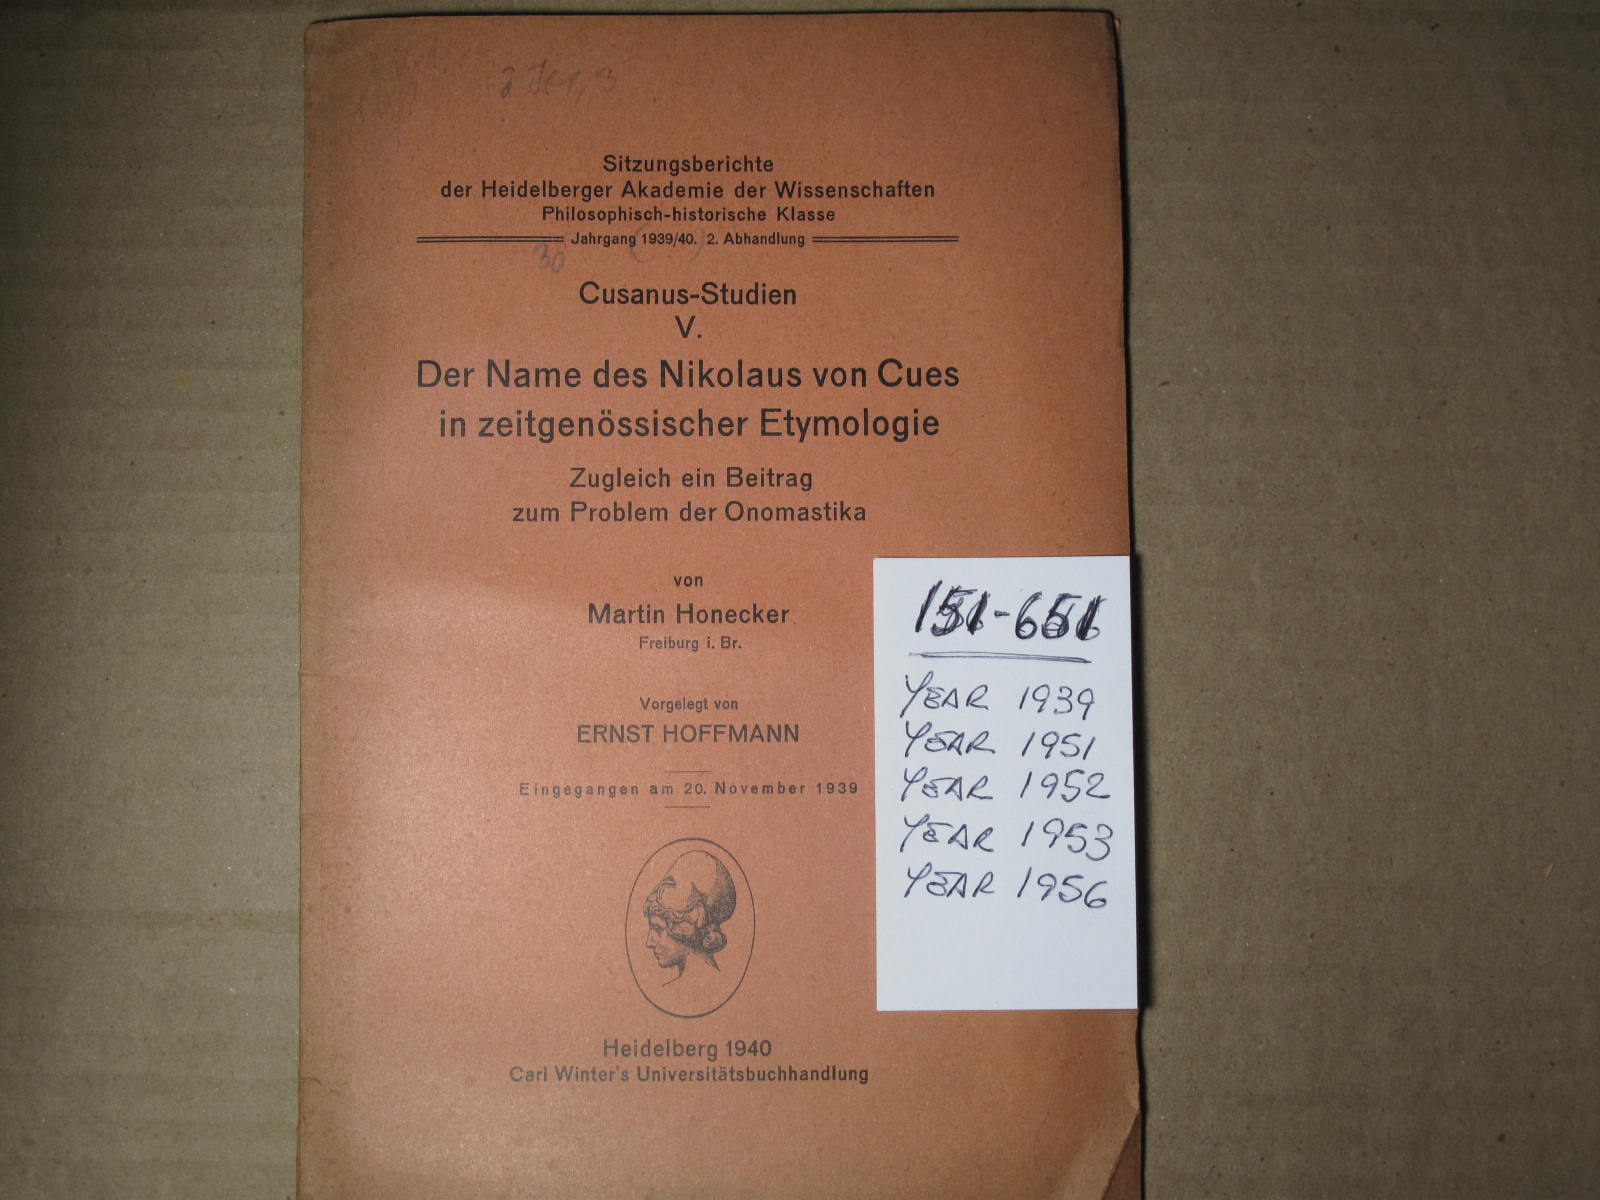 Sitzungsberichte
der Heidelberger Akademie der Wissenschaften
Philosophisch-historische Klasse
Jahrgang 1939/40. 2. Abhandlung
30
Cusanus-Studien
V.
Der Name des Nikolaus von Cues
in zeitgenössischer Etymologie
Zugleich ein Beitrag
zum Problem der Onomastika
von
Martin Honecker
Freiburg i. Br.
Vorgelegt von
ERNST HOFFMANN
Eingegangen am 20. November 1939
Heidelberg 1940
Carl Winter's Universitätsbuchhandlung
151-651
YEAR 1939
YEAR 1951
YEAR 1952
YEAR 1953
YEAR 1956